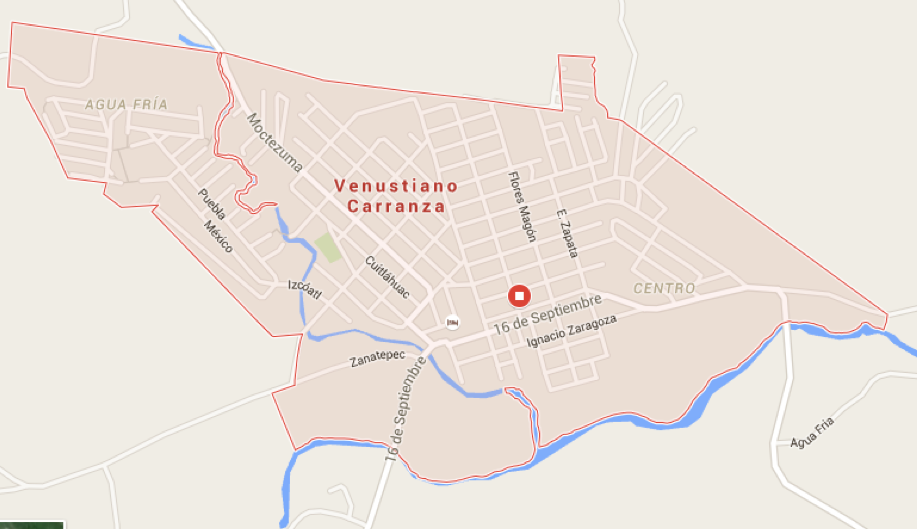 AGUA FRÍA
Moctezuma
Venustiano
Carranza
Flores Magón
E. Zapata
Puebla
México
Cuitláhuac
Izcóatl
CENTRO
16 de Septiembre
Ignacio Zaragoza
Zanatepec
16 de Septiembre
Agua Fria